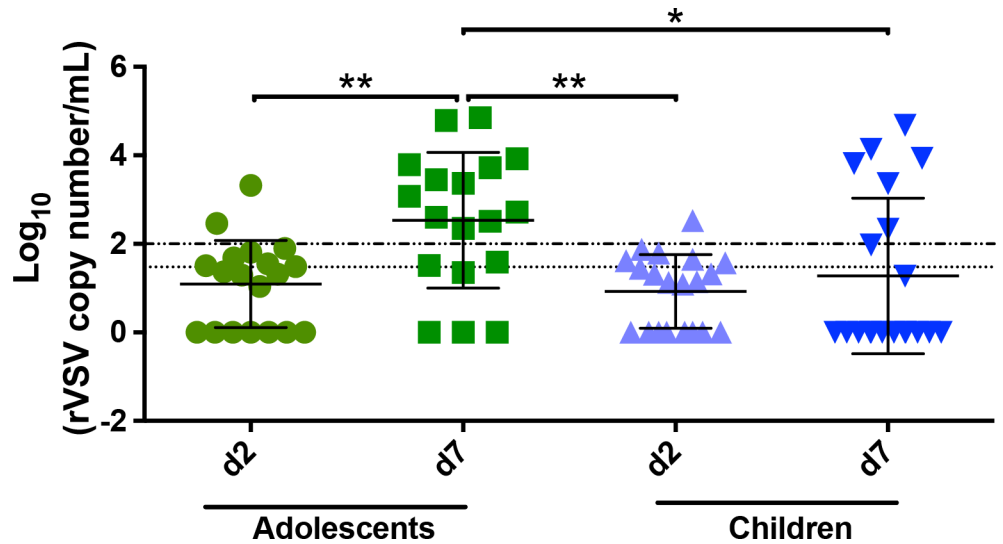 *
**
**
Log10
(rVSV copy number/mL)
6
4
2
0
-2
d2
d7
d2
d7
Adolescents
Children